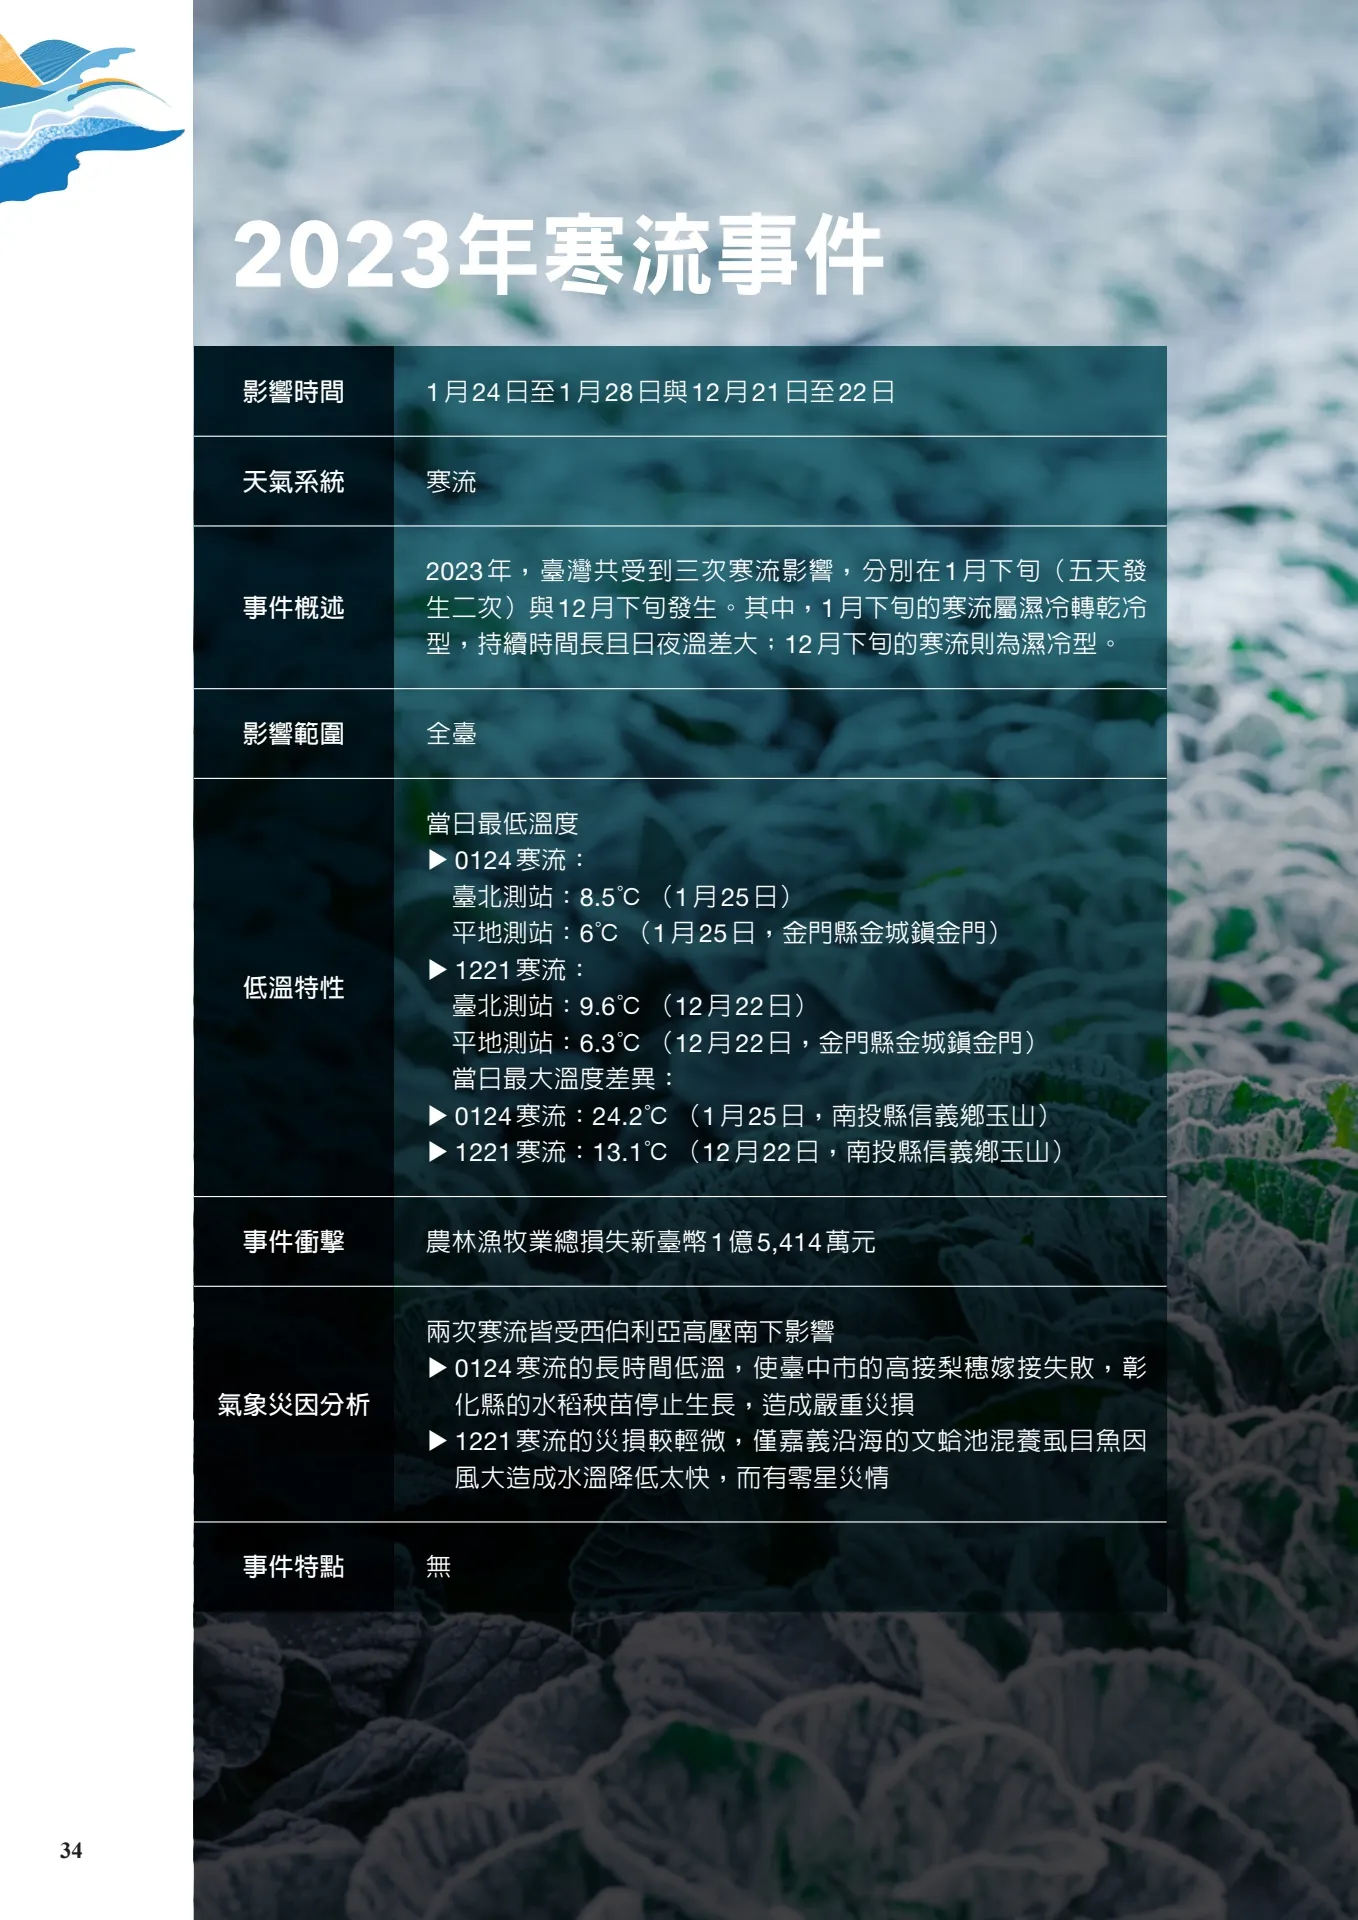 2023年寒流事件
影響時間
1月24日至1月28日與12月21日至22日
天氣系統
寒流
事件概述
2023年，臺灣共受到三次寒流影響，分別在1月下旬（五天發
生二次）與12月下旬發生。其中，1月下旬的寒流屬濕冷轉乾冷
型，持續時間長且日夜溫差大；12月下旬的寒流則為濕冷型。
影響範圍
全臺
低溫特性
當日最低溫度
▶ 0124寒流：
臺北測站：8.5℃（1月25日）
平地測站：6℃（1月25日，金門縣金城鎮金門）
▶ 1221寒流：
臺北測站：9.6℃（12月22日）
平地測站：6.3℃（12月22日，金門縣金城鎮金門）
當日最大溫度差異：
▶ 0124寒流：24.2℃（1月25日，南投縣信義鄉玉山）
▶ 1221寒流：13.1℃（12月22日，南投縣信義鄉玉山）
事件衝擊
農林漁牧業總損失新臺幣1億5,414萬元
氣象災因分析
兩次寒流皆受西伯利亞高壓南下影響
▶ 0124寒流的長時間低溫，使臺中市的高接梨穗嫁接失敗，彰
化縣的水稻秧苗停止生長，造成嚴重災損
▶ 1221寒流的災損較輕微，僅嘉義沿海的文蛤池混養虱目魚因
風大造成水溫降低太快，而有零星災情
事件特點
無
34